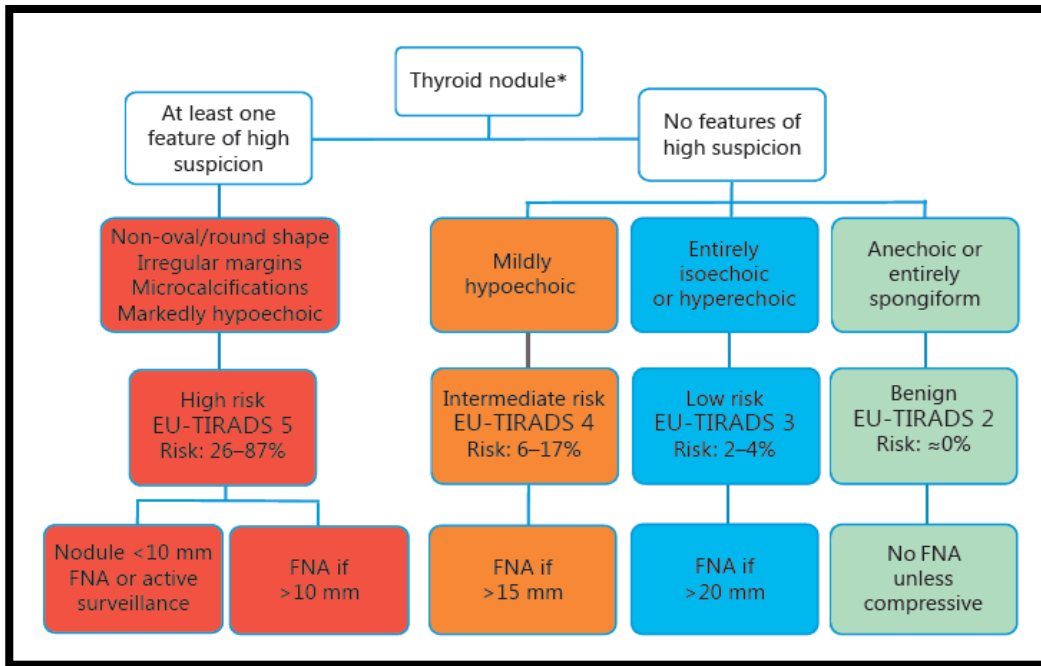 Thyroid nodule*
At least one
feature of high
suspicion
No features of
high suspicion
Non-oval/round shape
Irregular margins
Microcalcifications
Markedly hypoechoic
Mildly
hypoechoic
Entirely
isoechoic
or hyperechoic
Anechoic or
entirely
spongiform
High risk
EU-TIRADS 5
Risk: 26–87%
Intermediate risk
EU-TIRADS 4
Risk: 6–17%
Low risk
EU-TIRADS 3
Risk: 2–4%
Benign
EU-TIRADS 2
Risk: ≈0%
Nodule <10 mm
FNA or active
surveillance
FNA if
>10 mm
FNA if
>15 mm
FNA if
>20 mm
No FNA
unless
compressive